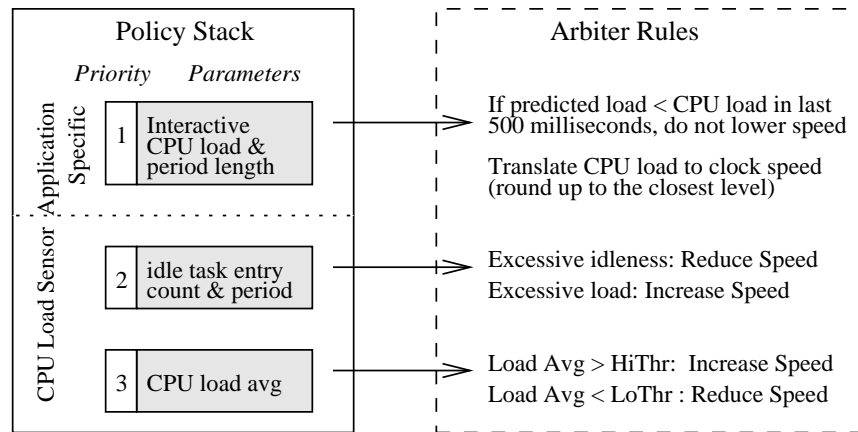 Policy Stack
Priority
Parameters
Application
Specific
1
Interactive
CPU load &
period length
CPU Load Sensor
2
idle task entry
count & period
3
CPU load avg
Arbiter Rules
If predicted load < CPU load in last
500 milliseconds, do not lower speed
Translate CPU load to clock speed
(round up to the closest level)
Excessive idleness: Reduce Speed
Excessive load: Increase Speed
Load Avg > HiThr: Increase Speed
Load Avg < LoThr : Reduce Speed